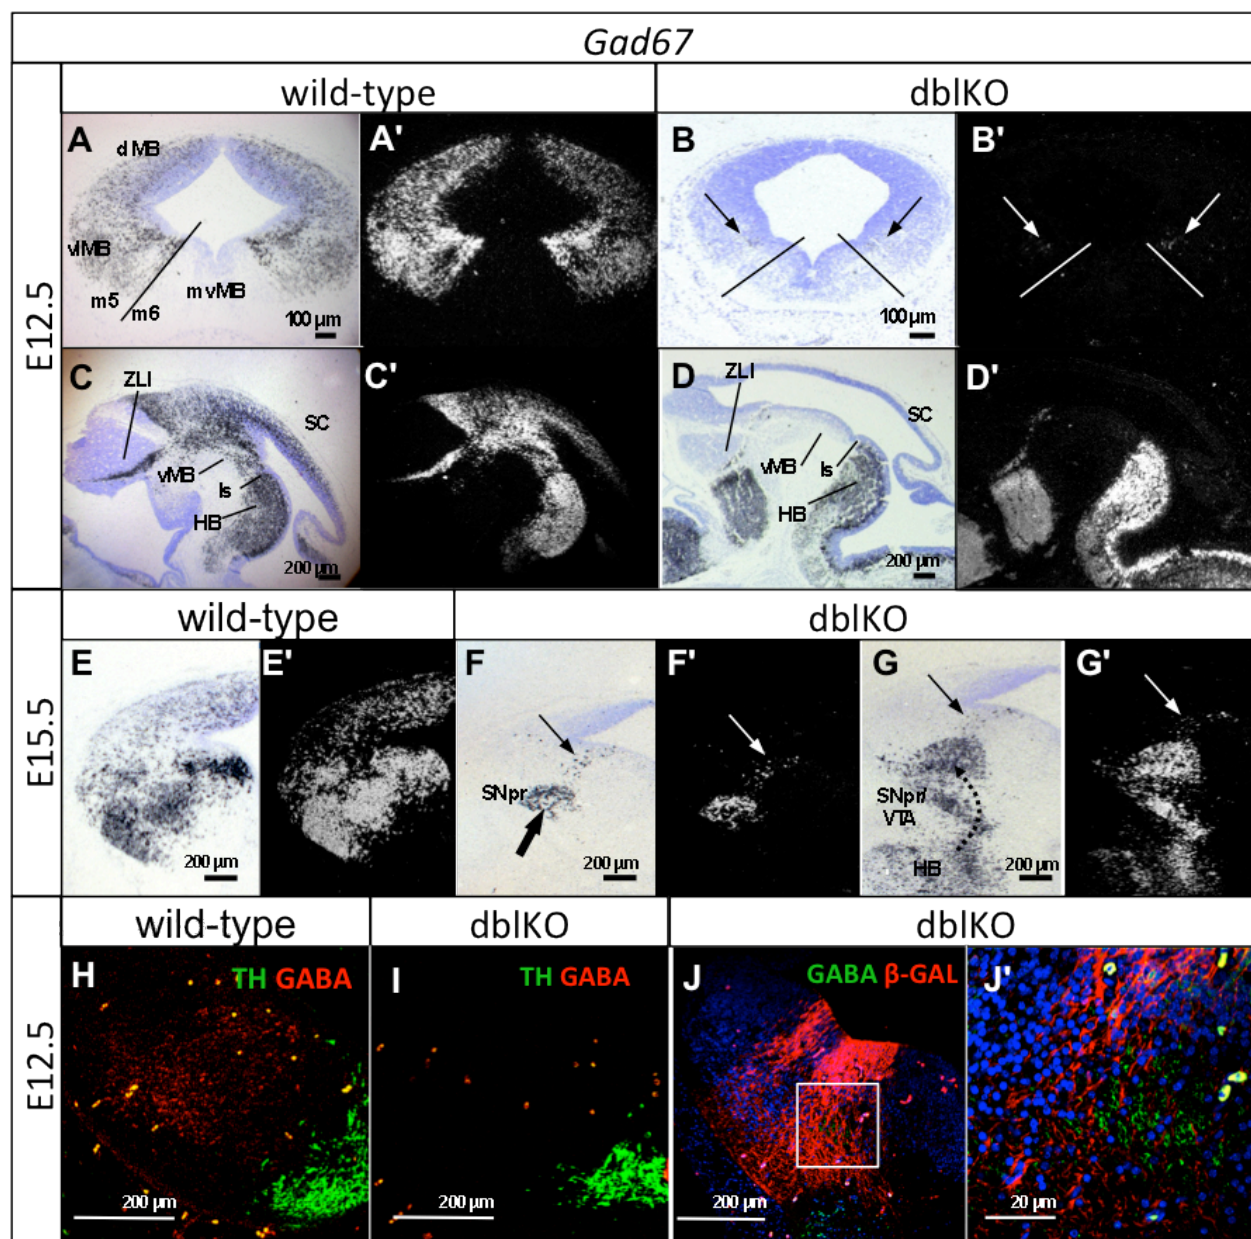 Gad67
wild-type dblKO
E12.5
A A' B B'
d MB
vlMB
m5 m6 m vMB
100 µm 100 µm
C C' D D'
ZLI ZLI
SC SC
vMB vMB
Is Is
HB HB
200 µm 200 µm
wild-type dblKO
E15.5
E E' F F' G G'
SNpr SNpr/
VTA
HB
200 µm 200 µm 200 µm
wild-type dblKO dblKO
E12.5
H TH GABA I TH GABA J GABA β-GAL J'
200 µm 200 µm 200 µm 20 µm